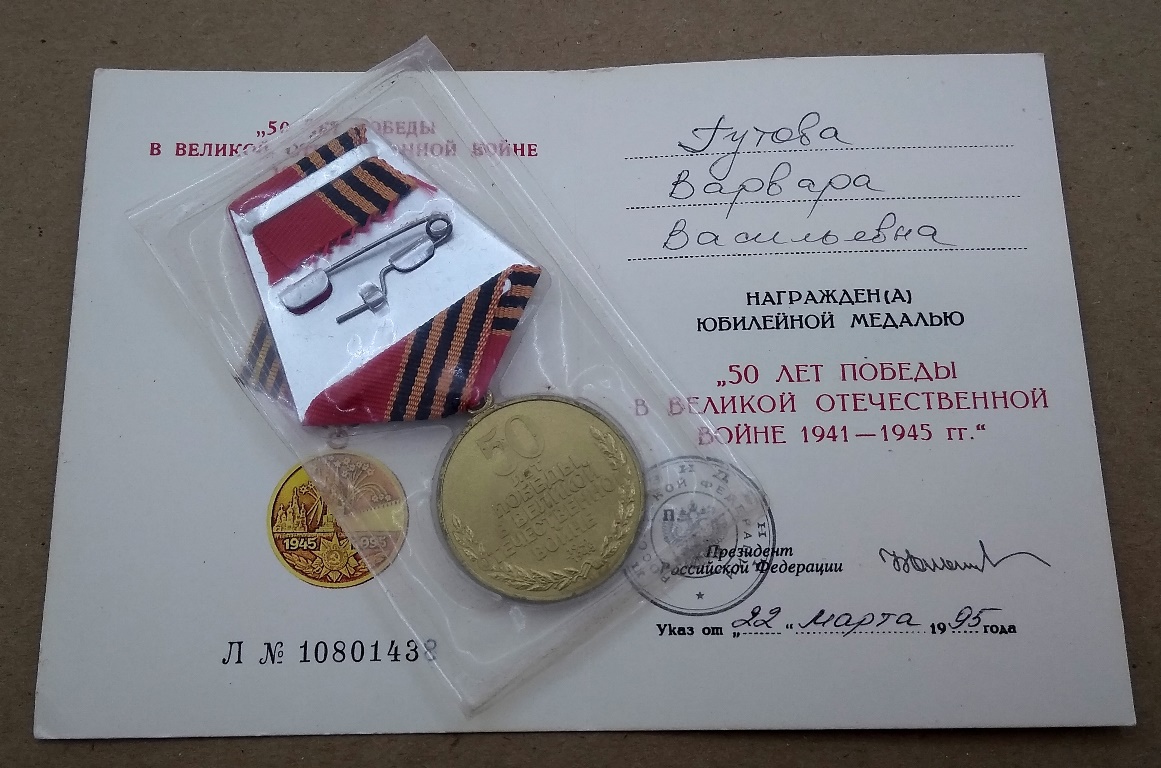 „50 ЛЕТ ПОБЕДЫ
В ВЕЛИКОЙ ОТЕЧЕСТВЕННОЙ ВОЙНЕ
1945 1995
Л № 10801438
50
ЛЕТ
ПОБЕДЫ
В ВЕЛИКОЙ
ОТЕЧЕСТВЕННОЙ
ВОЙНЕ
Гутова
Варвара
Васильевна
НАГРАЖДЕН(А)
ЮБИЛЕЙНОЙ МЕДАЛЬЮ
„50 ЛЕТ ПОБЕДЫ
В ВЕЛИКОЙ ОТЕЧЕСТВЕННОЙ
ВОЙНЕ 1941—1945 гг.“
Президент
Российской Федерации
Указ от „22“ марта 1995 года